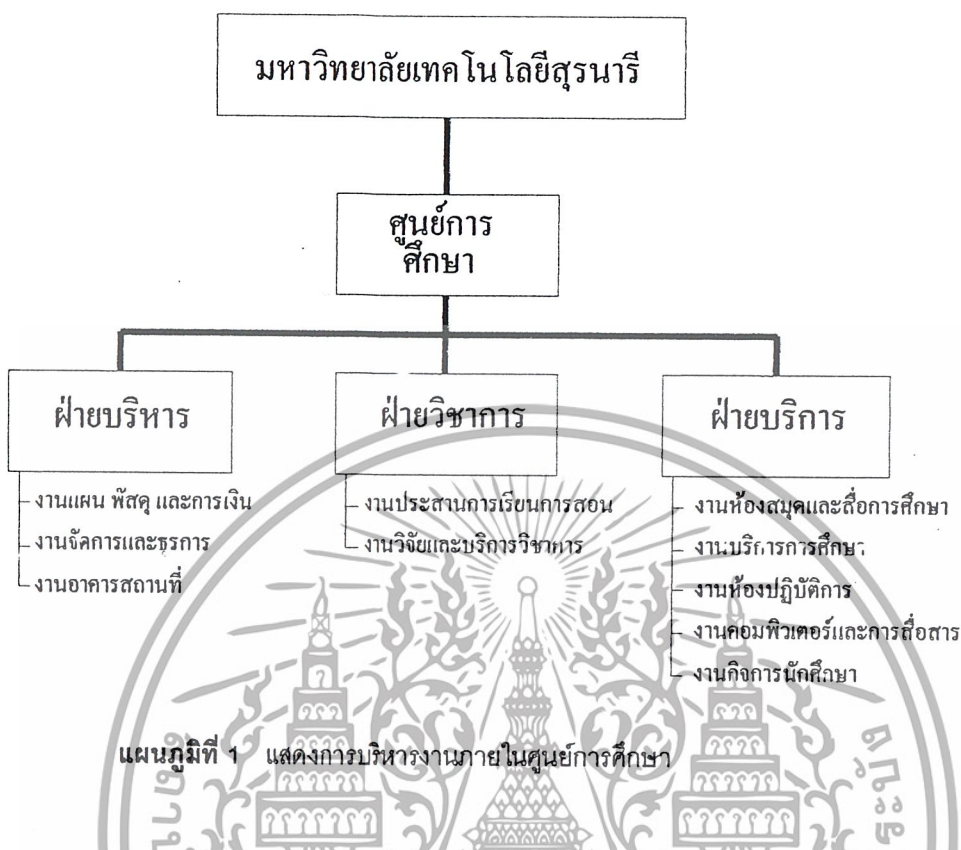 มหาวิทยาลัยเทคโนโลยีสุรนารี
ศูนย์การ
ศึกษา
ฝ่ายบริหาร
- งานแผน พัสดุ และการเงิน
- งานจัดการและธุรการ
- งานอาคารสถานที่
ฝ่ายวิชาการ
- งานประสานการเรียนการสอน
- งานวิจัยและบริการวิชาการ
ฝ่ายบริการ
- งานห้องสมุดและสื่อการศึกษา
- งานบริการการศึกษา
- งานห้องปฏิบัติการ
- งานคอมพิวเตอร์และการสื่อสาร
- งานกิจการนักศึกษา
แผนภูมิที่ 1 แสดงการบริหารงานภายในศูนย์การศึกษา